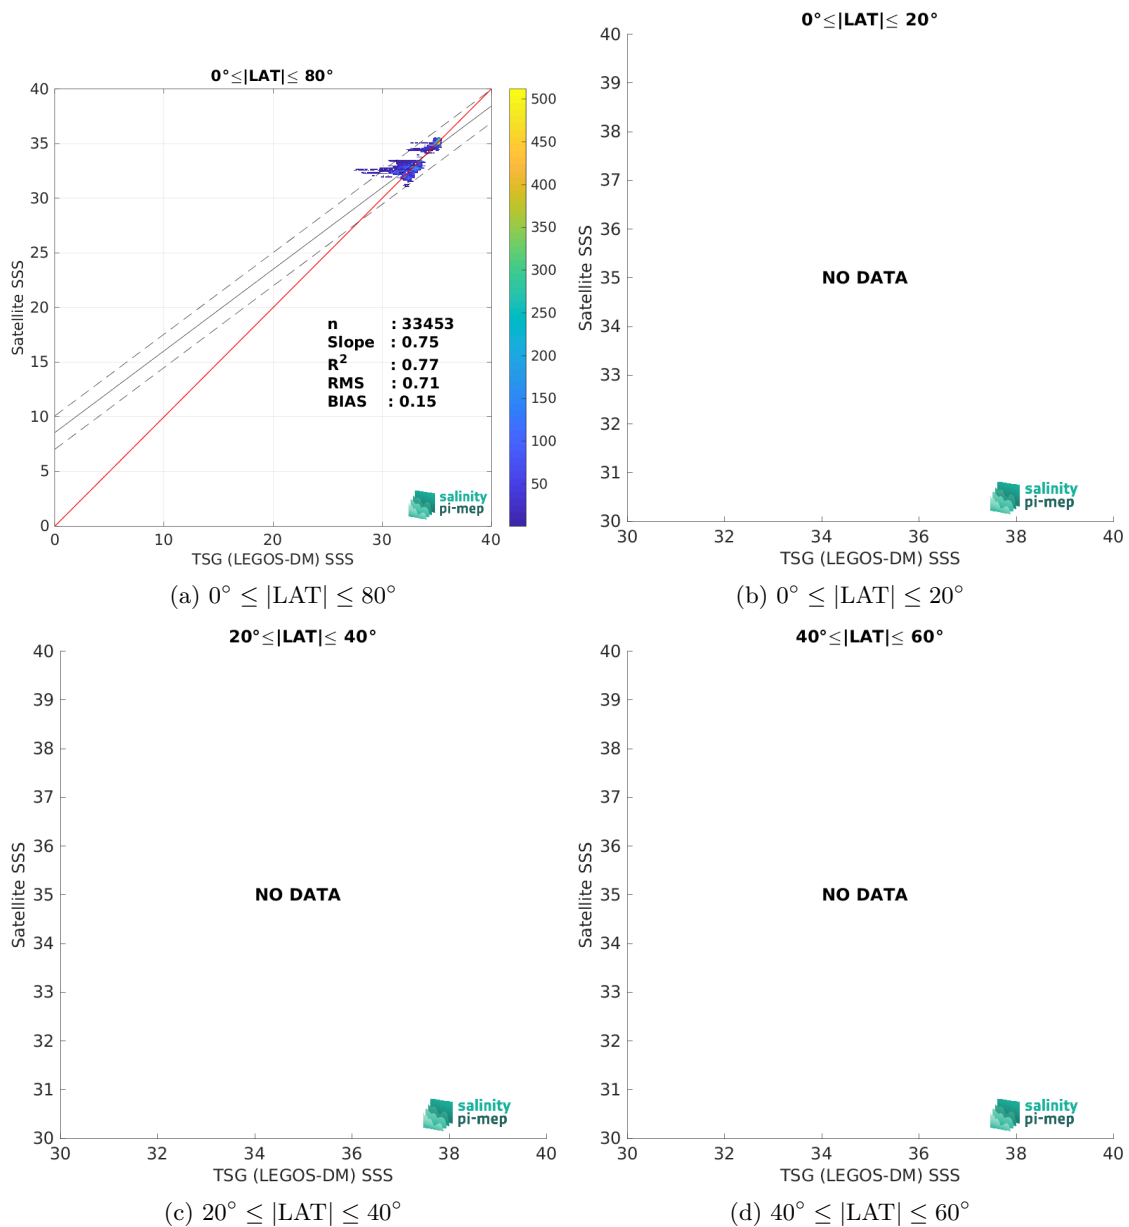 0°≤|LAT|≤ 80°
40
35
30
25
20
15
10
5
0
Satellite SSS
n : 33453
Slope : 0.75
R2 : 0.77
RMS : 0.71
BIAS : 0.15
500
450
400
350
300
250
200
150
100
50
salinity
pi-mep
0 10 20 30 40
TSG (LEGOS-DM) SSS
(a) 0° ≤ |LAT| ≤ 80°
0°≤|LAT|≤ 20°
40
39
38
37
36
35
34
33
32
31
30
Satellite SSS
NO DATA
salinity
pi-mep
30 32 34 36 38 40
TSG (LEGOS-DM) SSS
(b) 0° ≤ |LAT| ≤ 20°
20°≤|LAT|≤ 40°
40
39
38
37
36
35
34
33
32
31
30
Satellite SSS
NO DATA
salinity
pi-mep
30 32 34 36 38 40
TSG (LEGOS-DM) SSS
(c) 20° ≤ |LAT| ≤ 40°
40°≤|LAT|≤ 60°
40
39
38
37
36
35
34
33
32
31
30
Satellite SSS
NO DATA
salinity
pi-mep
30 32 34 36 38 40
TSG (LEGOS-DM) SSS
(d) 40° ≤ |LAT| ≤ 60°